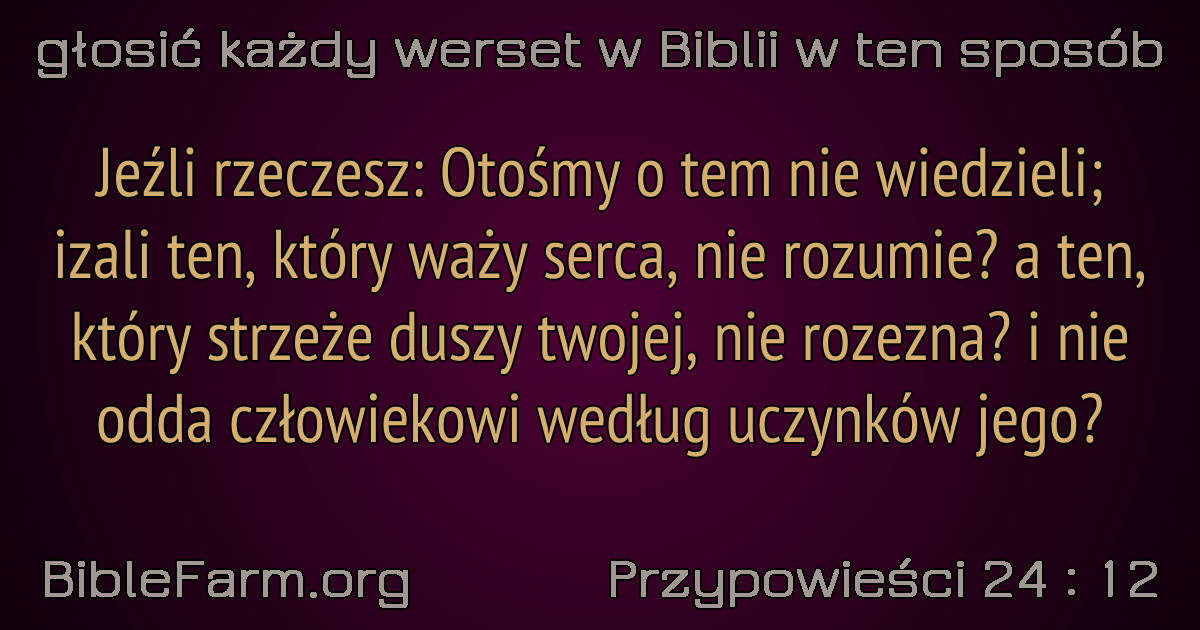 głosić każdy werset w Biblii w ten sposób
Jeźli rzeczesz: Otośmy o tem nie wiedzieli;
izali ten, który waży serca, nie rozumie? a ten,
który strzeże duszy twojej, nie rozezna? i nie
odda człowiekowi według uczynków jego?
BibleFarm.org
Przypowieści 24 : 12